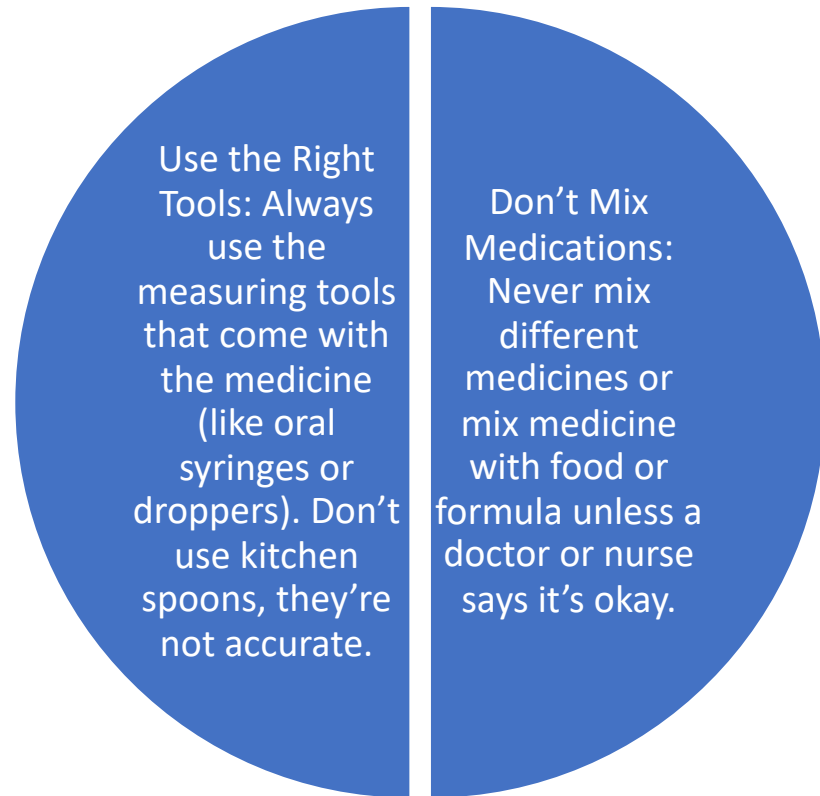 Use the Right
Tools: Always
use the
measuring tools
that come with
the medicine
(like oral
syringes or
droppers). Don’t
use kitchen
spoons, they’re
not accurate.
Don’t Mix
Medications:
Never mix
different
medicines or
mix medicine
with food or
formula unless a
doctor or nurse
says it’s okay.